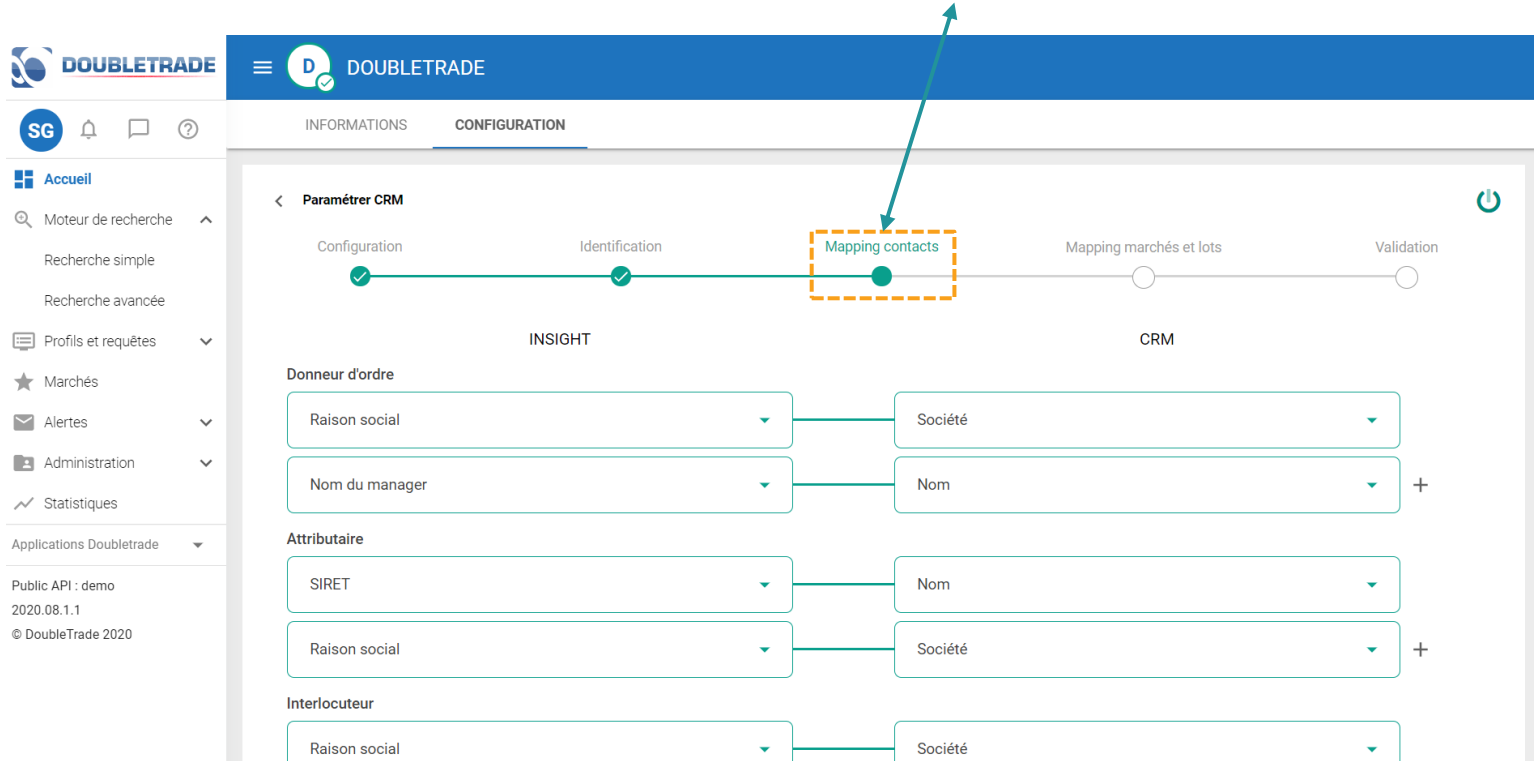 DOUBLETRADE
D
DOUBLETRADE
SG
INFORMATIONS
CONFIGURATION
Accueil
Moteur de recherche
Recherche simple
Recherche avancée
Profils et requêtes
Marchés
Alertes
Administration
Statistiques
Applications Doubletrade
Public API : demo
2020.08.1.1
© DoubleTrade 2020
Paramétrer CRM
Configuration
Identification
Mapping contacts
Mapping marchés et lots
Validation
INSIGHT
CRM
Donneur d'ordre
Raison social
Société
Nom du manager
Nom
Attributaire
SIRET
Nom
Raison social
Société
Interlocuteur
Raison social
Société